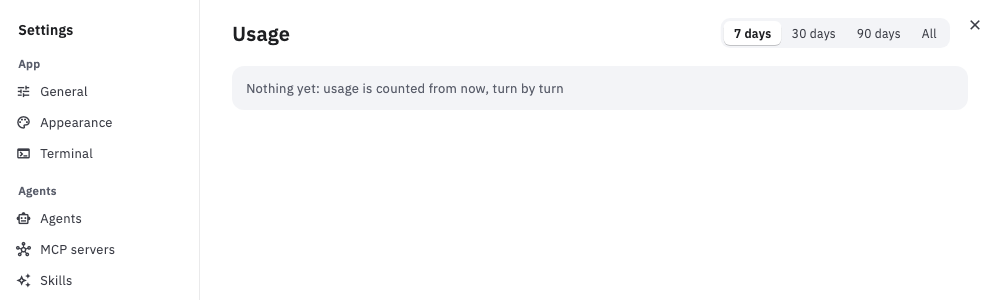 Settings
App
General
Appearance
Terminal
Agents
Agents
MCP servers
Skills
Usage
7 days
30 days
90 days
All
Nothing yet: usage is counted from now, turn by turn